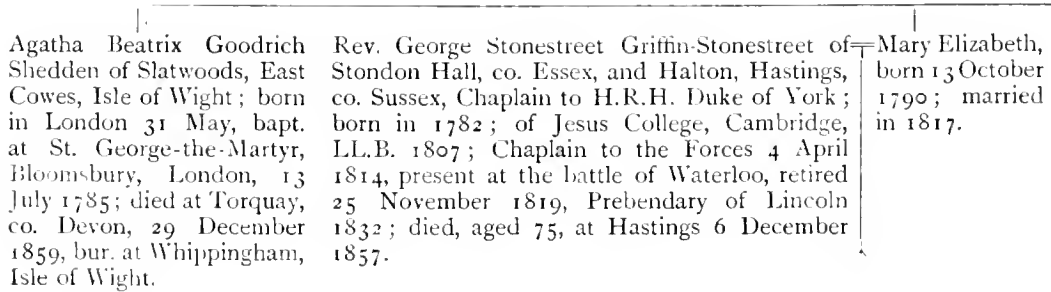 Agatha Beatrix Goodrich
Shedden of Slatwoods, East
Cowes, Isle of Wight; born
in London 31 May, bapt.
at St. George-the-Martyr,
Bloomsbury, London, 13
July 1785; died at Torquay,
co. Devon, 29 December
1859, bur. at Whippingham,
Isle of Wight.
Rev. George Stonestreet Griffin-Stonestreet of
Stondon Hall, co. Essex, and Halton, Hastings,
co. Sussex, Chaplain to H.R.H. Duke of York;
born in 1782; of Jesus College, Cambridge,
LL.B. 1807; Chaplain to the Forces 4 April
1814, present at the battle of Waterloo, retired
25 November 1819, Prebendary of Lincoln
1832; died, aged 75, at Hastings 6 December
1857.
Mary Elizabeth,
born 13 October
1790; married
in 1817.